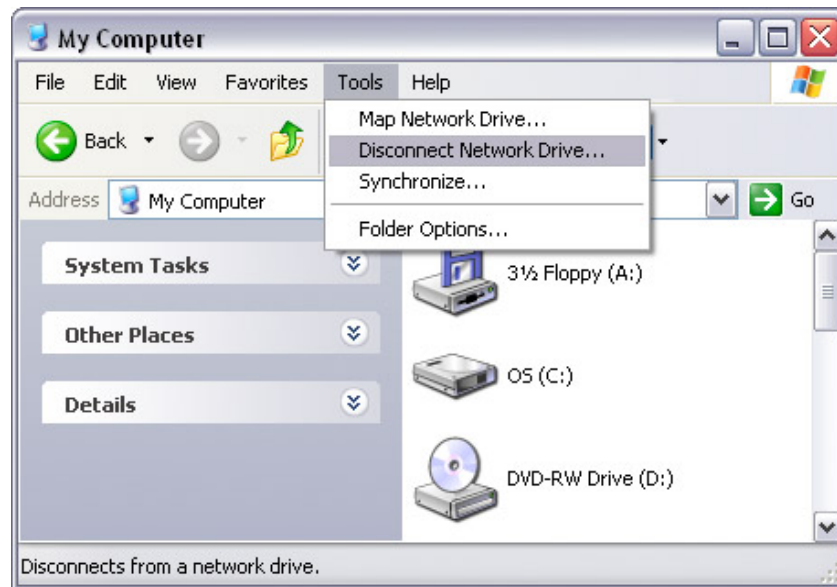 My Computer
File Edit View Favorites Tools Help
Map Network Drive...
Disconnect Network Drive...
Synchronize...
Folder Options...
Back
Address My Computer Go
System Tasks
Other Places
Details
3½ Floppy (A:)
OS (C:)
DVD-RW Drive (D:)
Disconnects from a network drive.